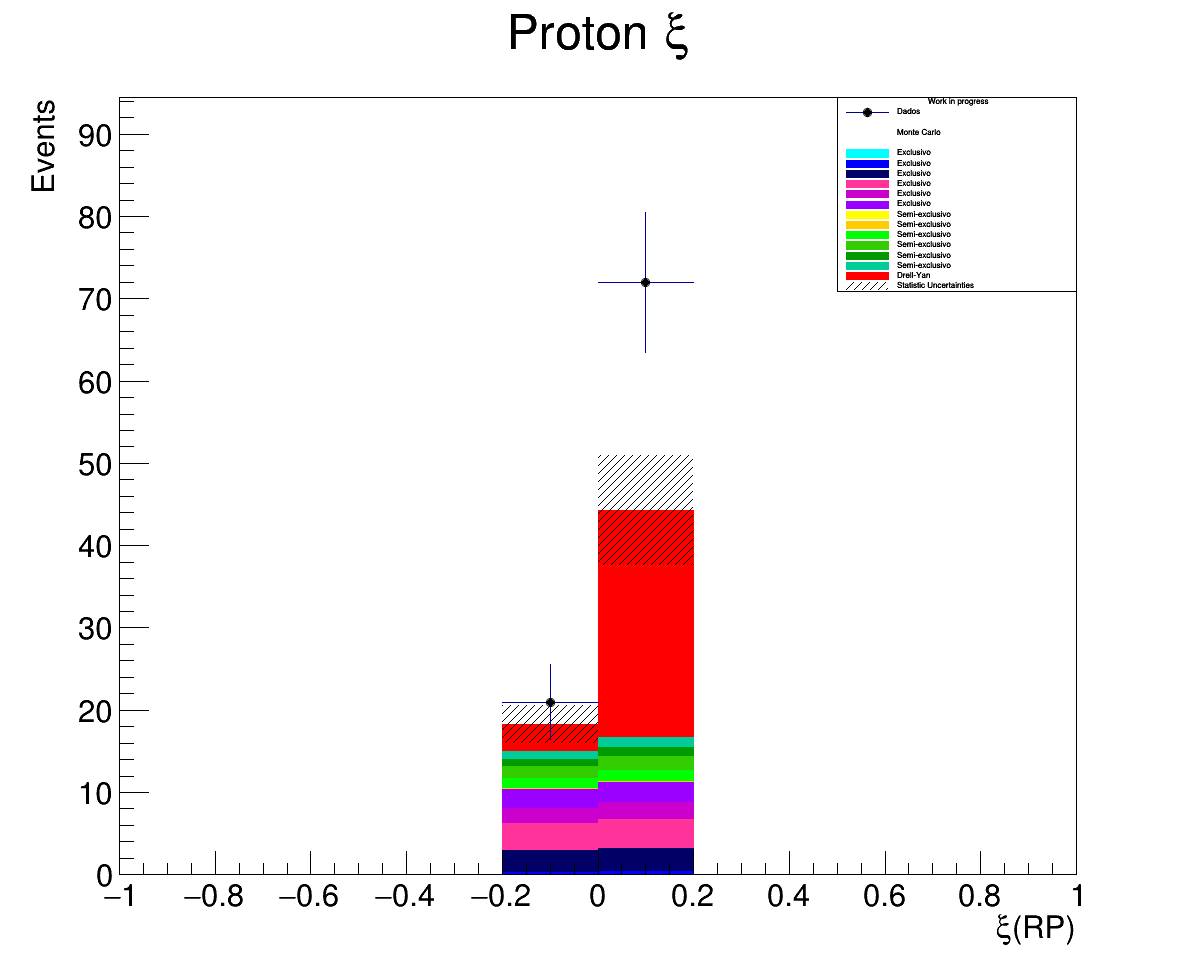 Proton ξ
Events
90
80
70
60
50
40
30
20
10
0
Work in progress
Dados
Monte Carlo
Exclusivo
Exclusivo
Exclusivo
Exclusivo
Exclusivo
Exclusivo
Semi-exclusivo
Semi-exclusivo
Semi-exclusivo
Semi-exclusivo
Semi-exclusivo
Semi-exclusivo
Drell-Yan
Statistic Uncertainties
−1 −0.8 −0.6 −0.4 −0.2 0 0.2 0.4 0.6 0.8 1
ξ(RP)